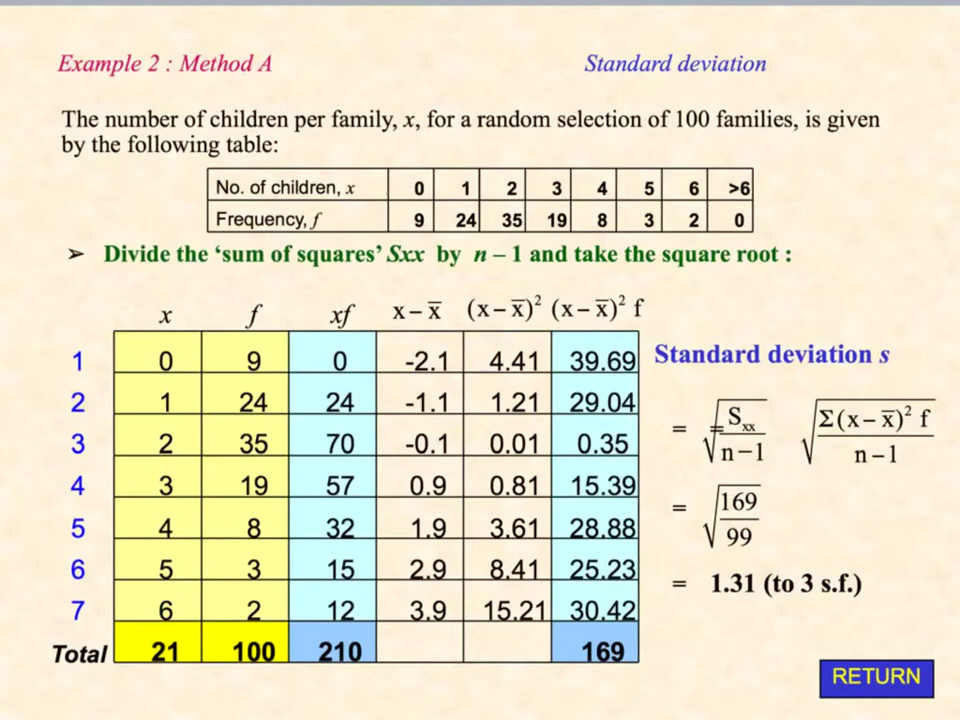 Example 2 : Method A
Standard deviation
The number of children per family, x, for a random selection of 100 families, is given
by the following table:
No. of children, x 0 1 2 3 4 5 6 >6
Frequency, f 9 24 35 19 8 3 2 0
➢ Divide the ‘sum of squares’ Sxx by n – 1 and take the square root :
x f xf x – x̅ (x – x̅)² (x – x̅)² f
1 0 9 0 -2.1 4.41 39.69
2 1 24 24 -1.1 1.21 29.04
3 2 35 70 -0.1 0.01 0.35
4 3 19 57 0.9 0.81 15.39
5 4 8 32 1.9 3.61 28.88
6 5 3 15 2.9 8.41 25.23
7 6 2 12 3.9 15.21 30.42
Total 21 100 210 169
Standard deviation s
= √(Sxx/(n – 1)) = √(Σ(x – x̅)² f/(n – 1))
= √(169/99)
= 1.31 (to 3 s.f.)
RETURN